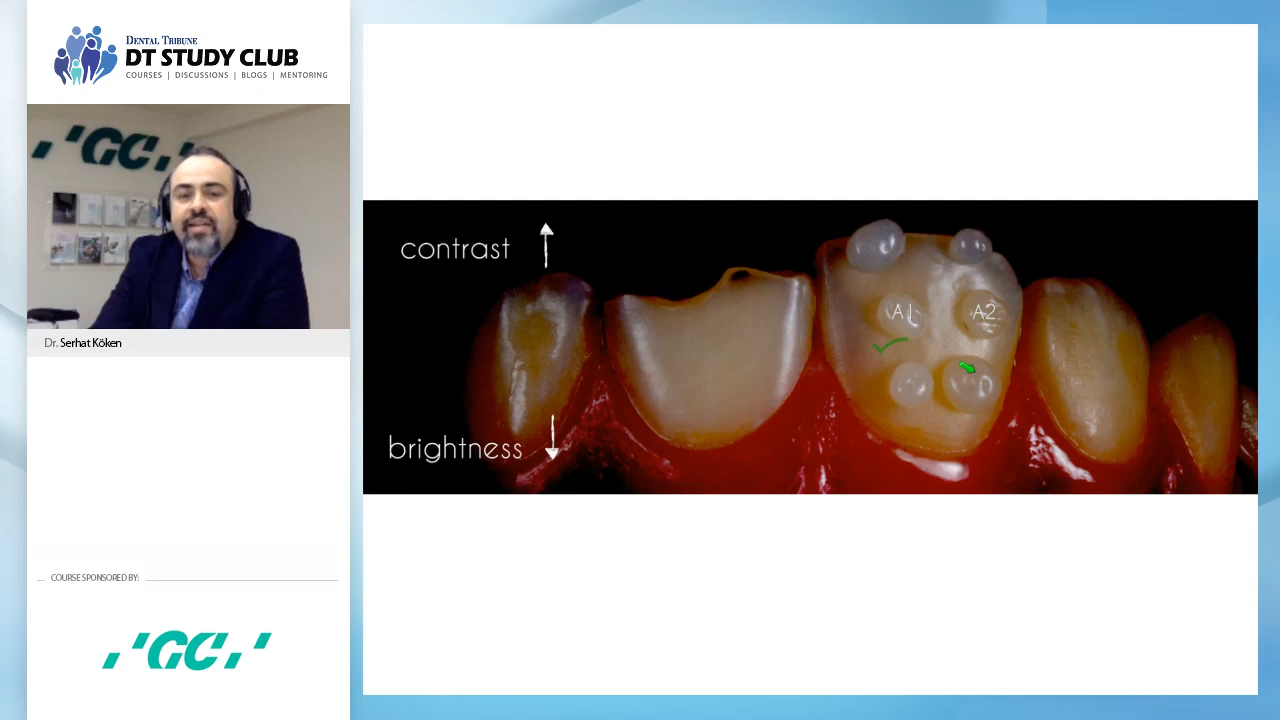 DENTAL TRIBUNE
DT STUDY CLUB
COURSES | DISCUSSIONS | BLOGS | MENTORING
GC
Dr. Serhat Köken
COURSE SPONSORED BY:
GC
contrast
A1
A2
brightness